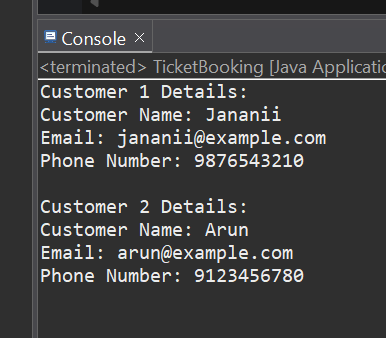 Console
<terminated> TicketBooking [Java Applicatio
Customer 1 Details:
Customer Name: Jananii
Email: jananii@example.com
Phone Number: 9876543210
Customer 2 Details:
Customer Name: Arun
Email: arun@example.com
Phone Number: 9123456780